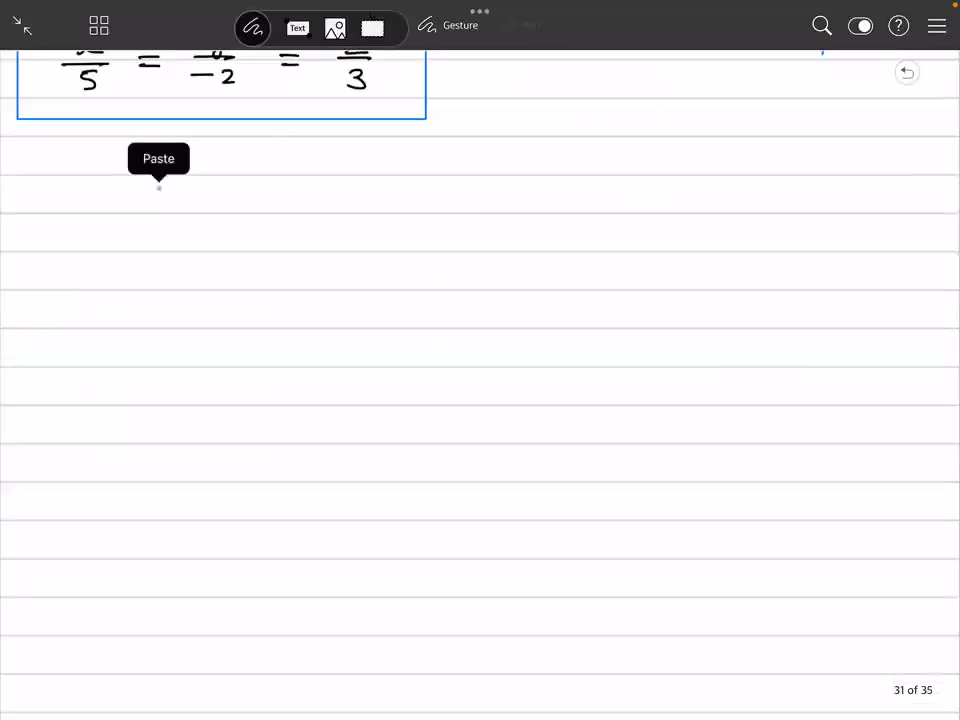 Text
Gesture
5 = -2 = 3
Paste
31 of 35